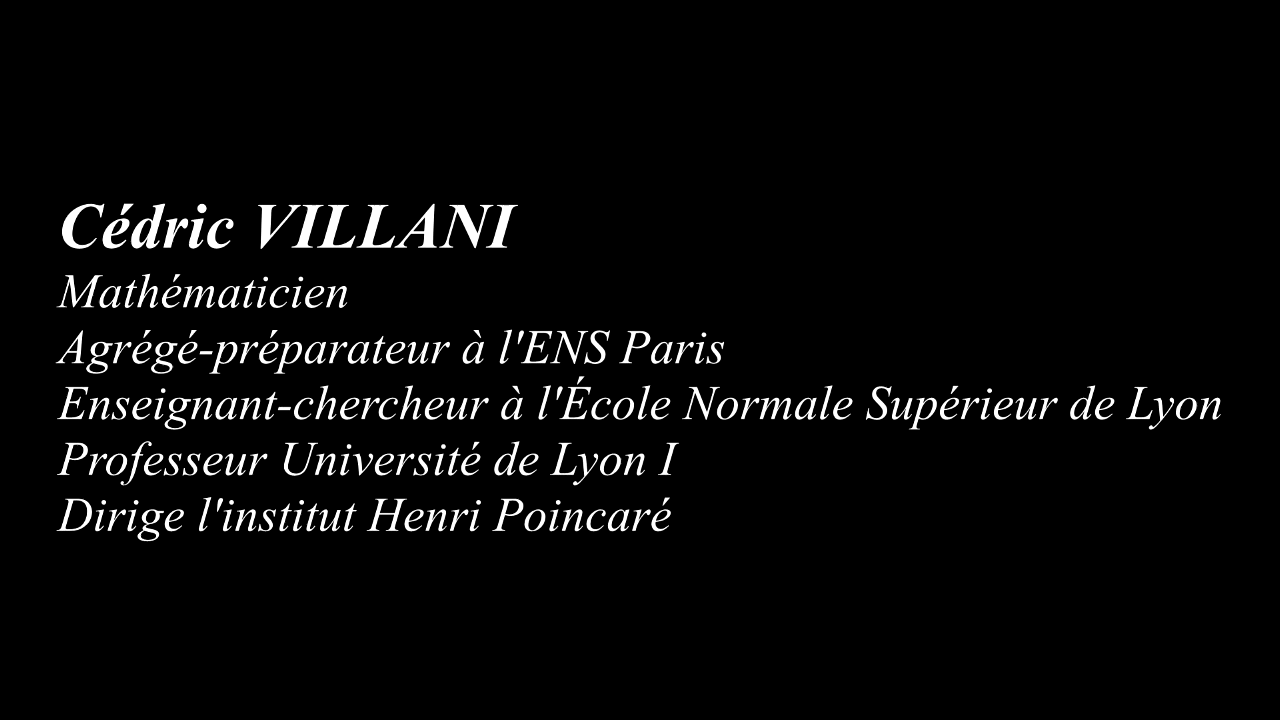 Cédric VILLANI
Mathématicien
Agrégé-préparateur à l'ENS Paris
Enseignant-chercheur à l'École Normale Supérieur de Lyon
Professeur Université de Lyon I
Dirige l'institut Henri Poincaré